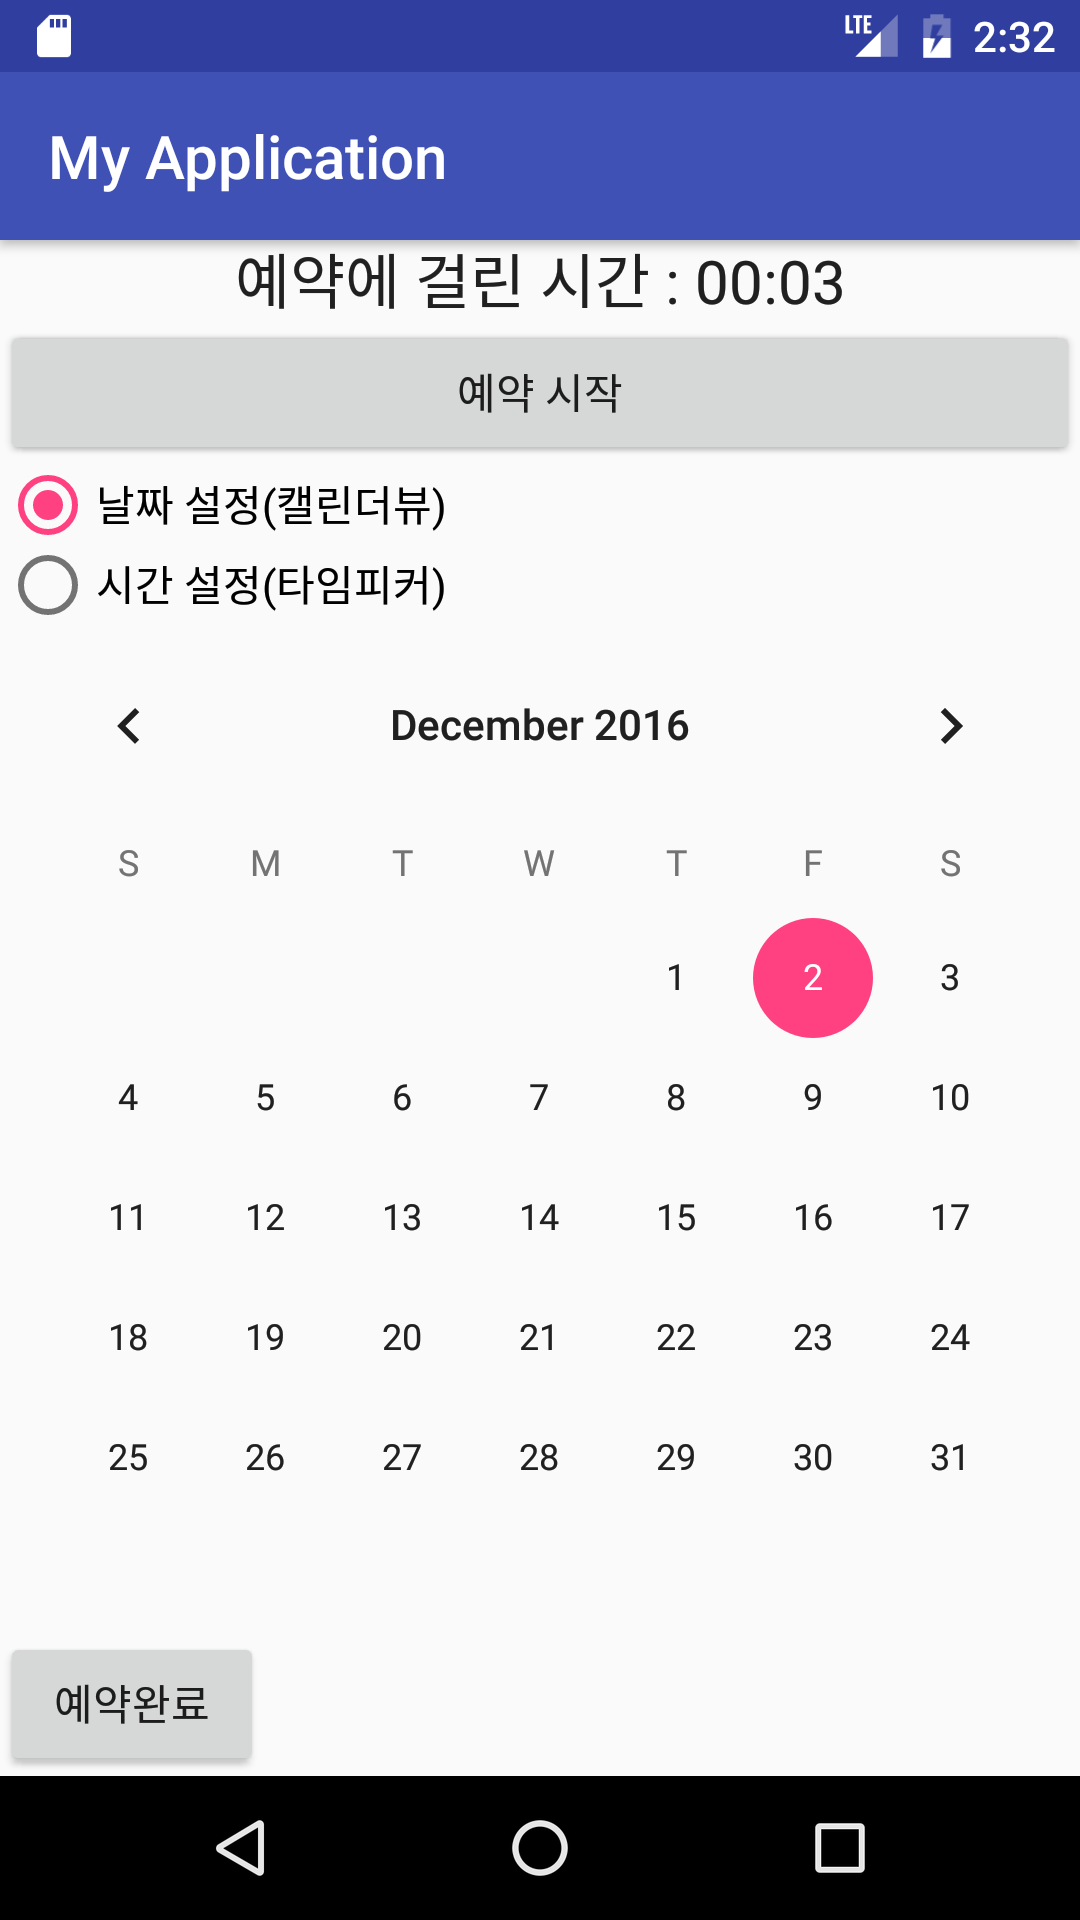 LTE 2:32
My Application
예약에 걸린 시간 : 00:03
예약 시작
날짜 설정(캘린더뷰)
시간 설정(타임피커)
December 2016
S M T W T F S
1 2 3
4 5 6 7 8 9 10
11 12 13 14 15 16 17
18 19 20 21 22 23 24
25 26 27 28 29 30 31
예약완료